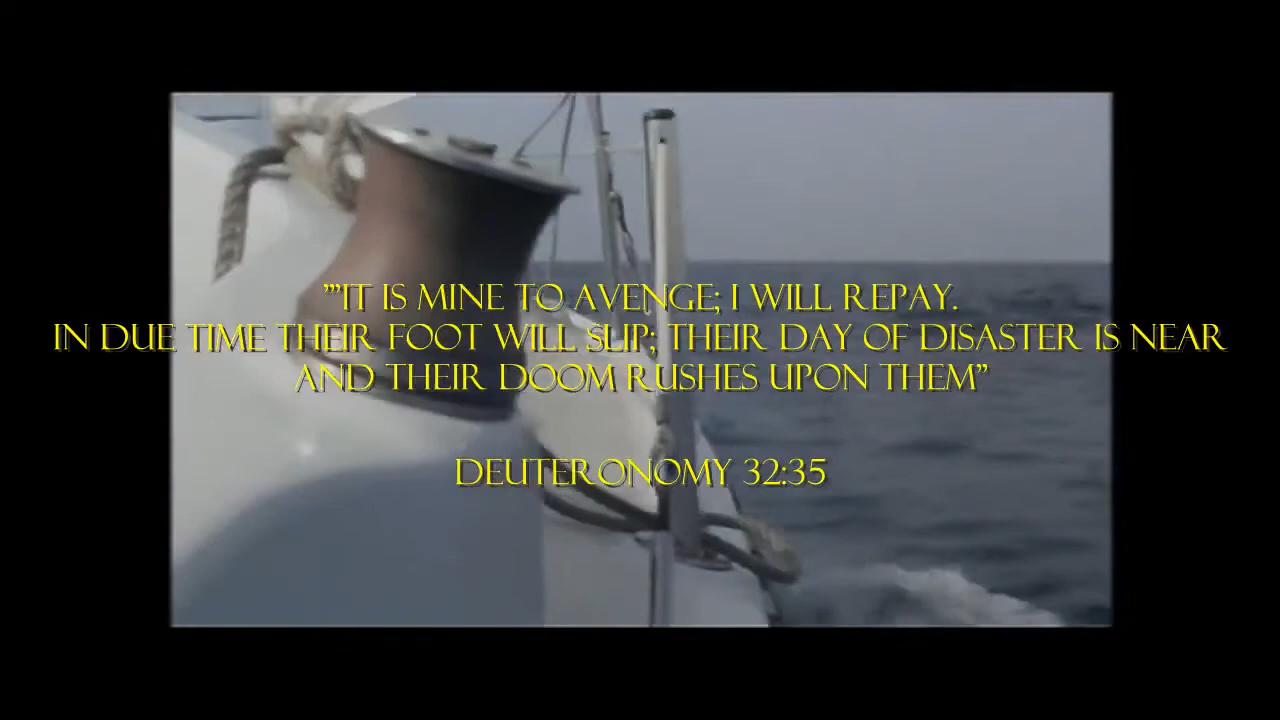 "'IT IS MINE TO AVENGE; I WILL REPAY.
IN DUE TIME THEIR FOOT WILL SLIP; THEIR DAY OF DISASTER IS NEAR
AND THEIR DOOM RUSHES UPON THEM"
DEUTERONOMY 32:35